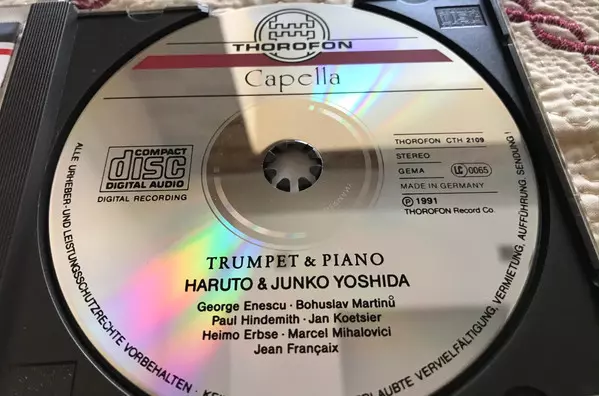 THOROFON
Capella
COMPACT
disc
DIGITAL AUDIO
DIGITAL RECORDING
THOROFON CTH 2109
STEREO
GEMA
LC 0065
MADE IN GERMANY
Ⓟ 1991
THOROFON Record Co.
TRUMPET & PIANO
HARUTO & JUNKO YOSHIDA
George Enescu · Bohuslav Martinů
Paul Hindemith · Jan Koetsier
Heimo Erbse · Marcel Mihalovici
Jean Françaix
ALLE URHEBER- UND LEISTUNGSSCHUTZRECHTE VORBEHALTEN ·
VERVIELFÄLTIGUNG, VERMIETUNG, AUFFÜHRUNG, SENDUNG